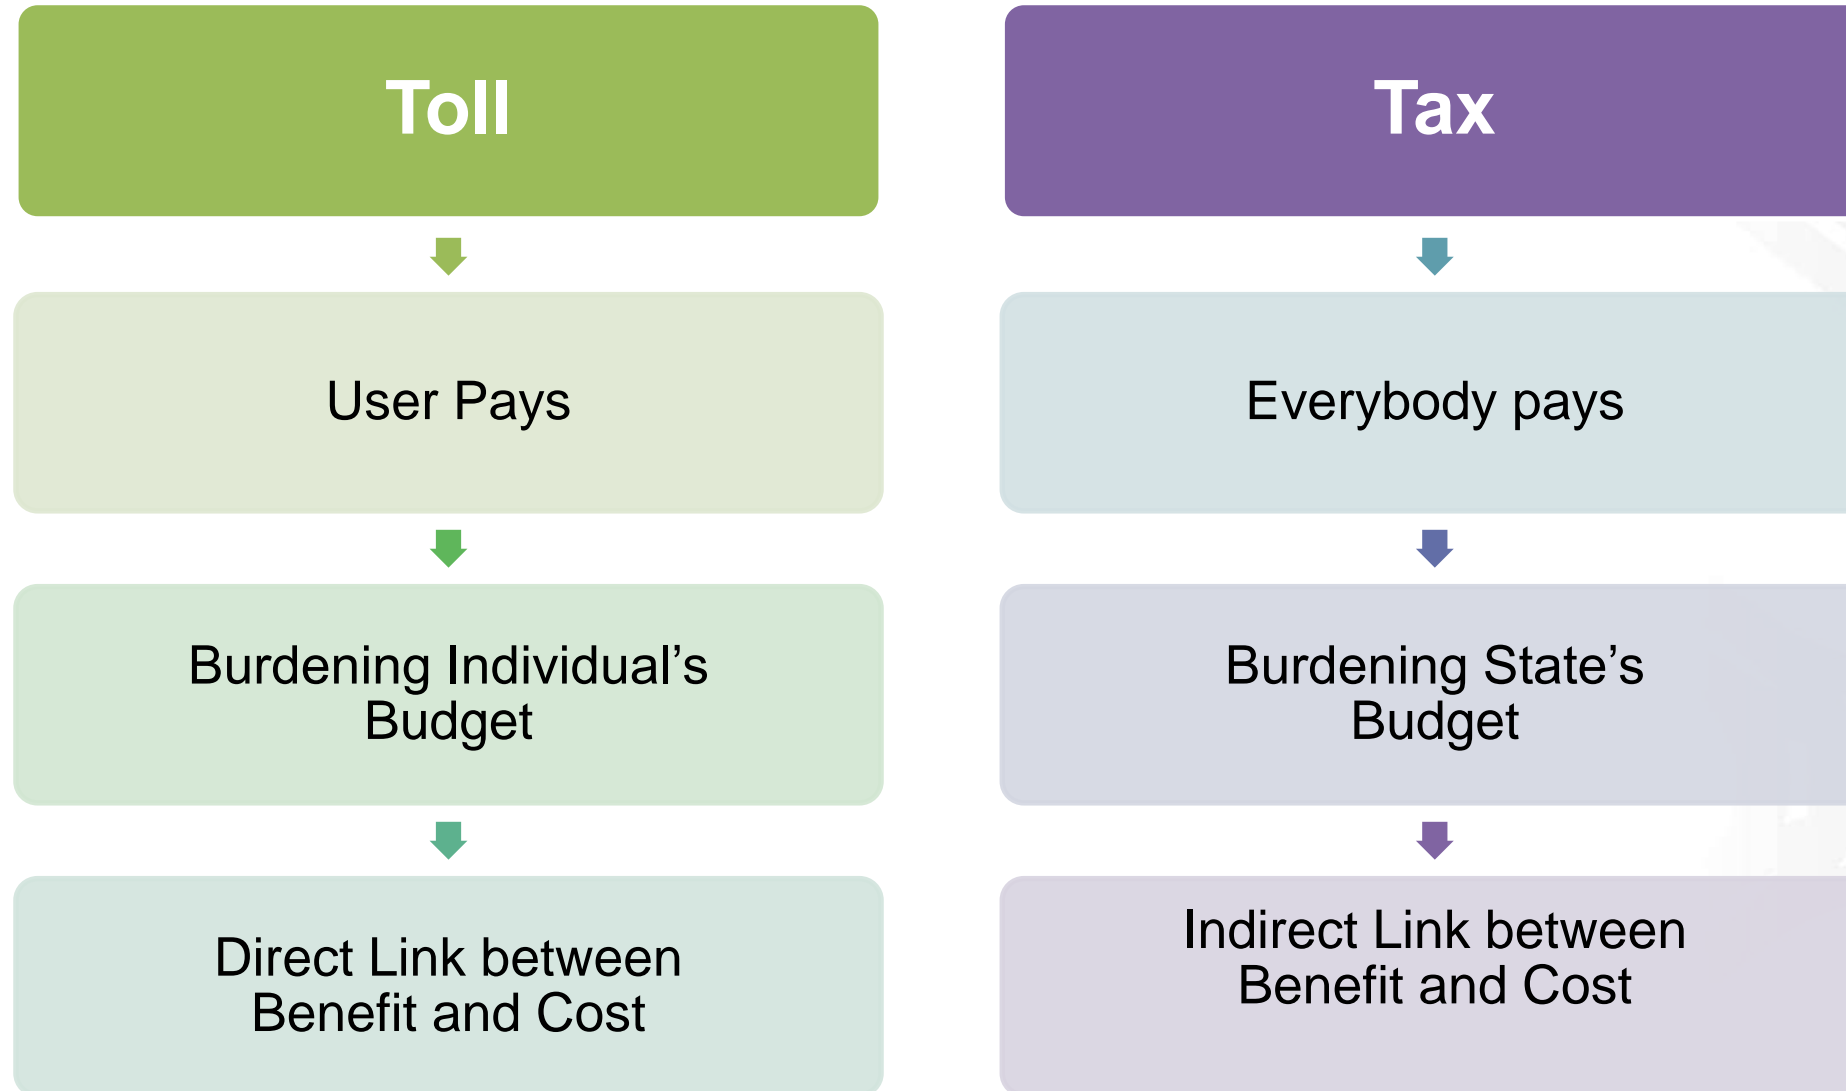 Toll
User Pays
Burdening Individual’s
Budget
Direct Link between
Benefit and Cost
Tax
Everybody pays
Burdening State’s
Budget
Indirect Link between
Benefit and Cost